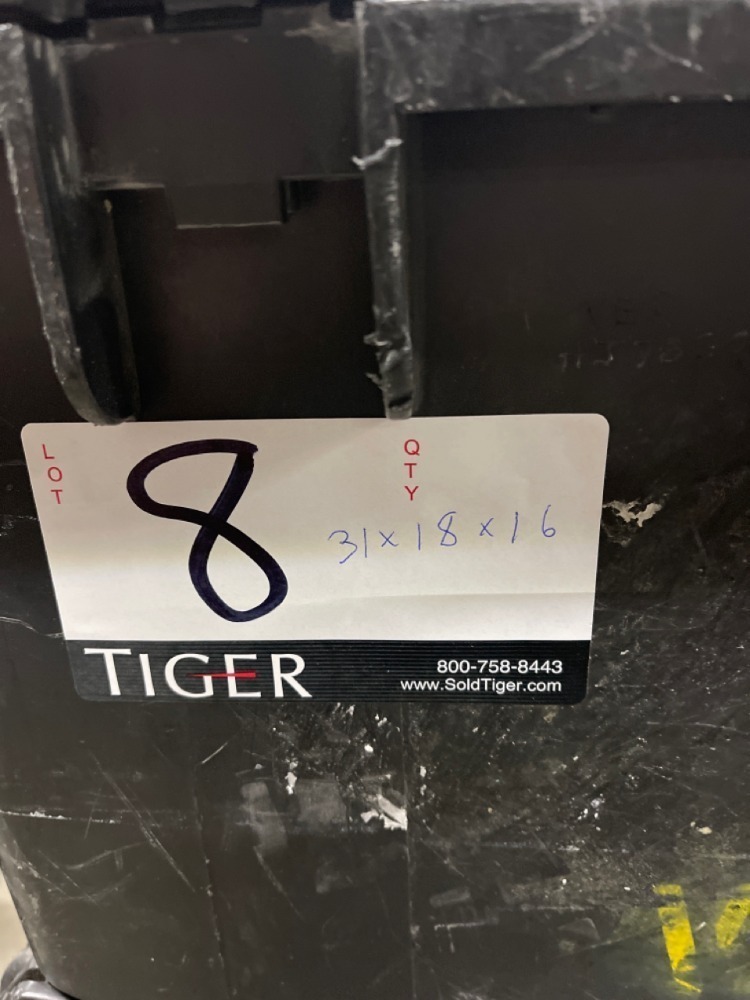 LOT
8
QTY
31x18x16
TIGER
800-758-8443
www.SoldTiger.com